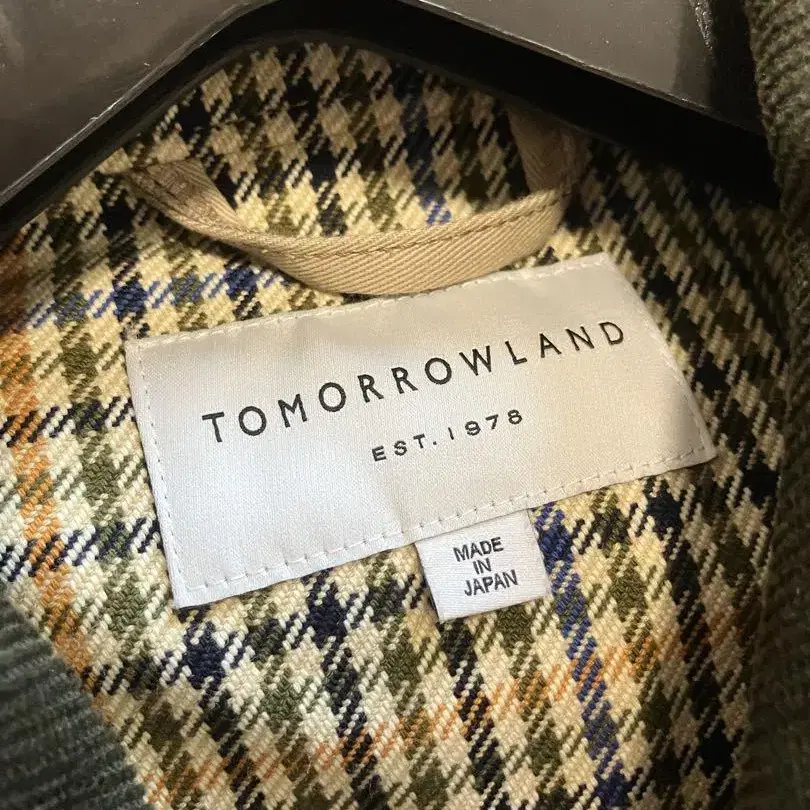 TOMORROWLAND
EST. 1978
MADE
IN
JAPAN